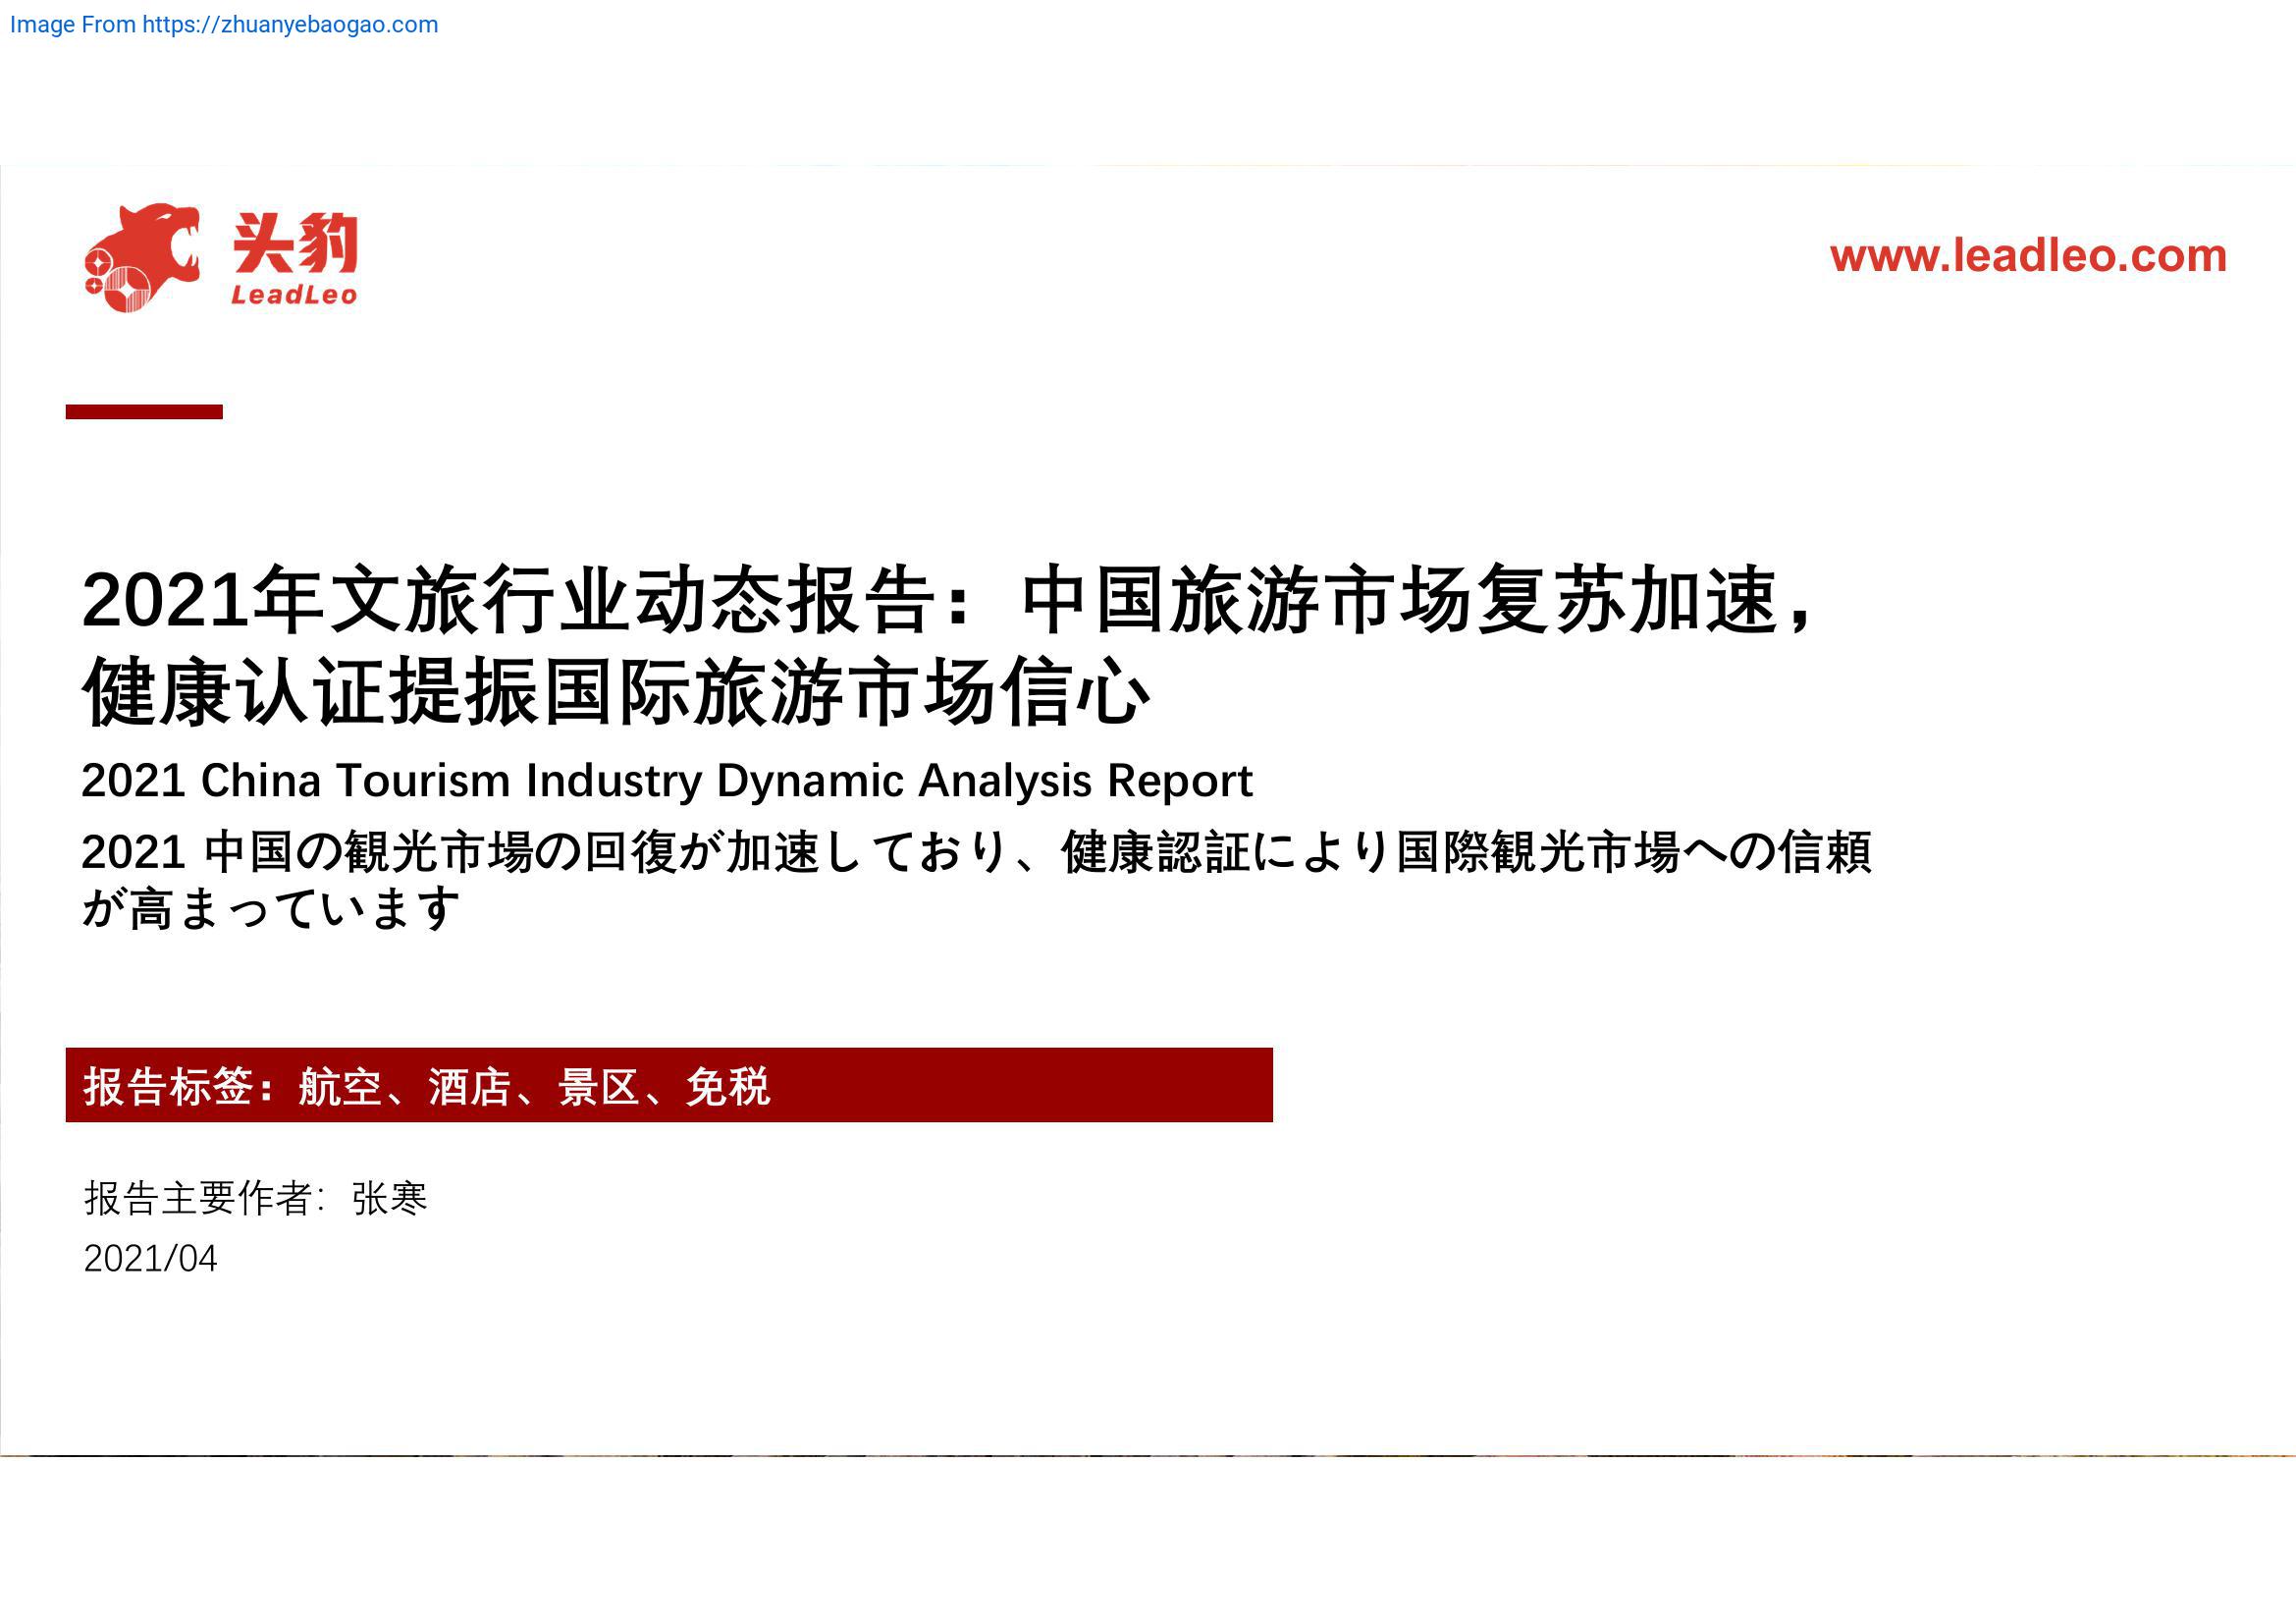 Image From https://zhuanyebaogao.com
头豹
LeadLeo
www.leadleo.com
2021年文旅行业动态报告：中国旅游市场复苏加速，
健康认证提振国际旅游市场信心
2021 China Tourism Industry Dynamic Analysis Report
2021 中国の観光市場の回復が加速しており、健康認証により国際観光市場への信頼
が高まっています
报告标签：航空、酒店、景区、免税
报告主要作者：张寒
2021/04